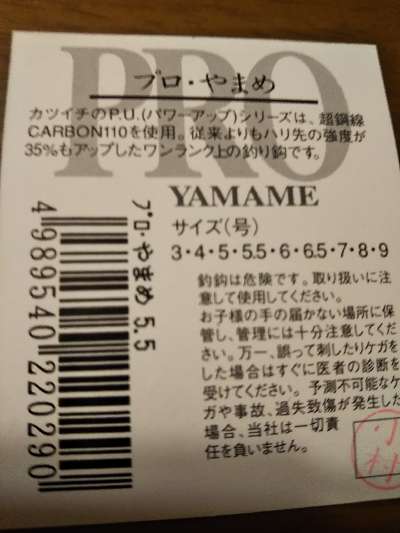 PRO
プロ・やまめ
カツイチのP.U.(パワーアップ)シリーズは、超鋼線
CARBON110を使用。従来よりもハリ先の強度が
35%もアップしたワンランク上の釣り鈎です。
YAMAME
サイズ(号)
3・4・5・5.5・6・6.5・7・8・9
釣鈎は危険です。取り扱いに注
意して使用してください。
お子様の手の届かない場所に保
管し、管理には十分注意してくだ
さい。万一、誤って刺したりケガを
した場合はすぐに医者の診断を
受けてください。予測不可能なケ
ガや事故、過失致傷が発生した
場合、当社は一切責
任を負いません。
プロ・やまめ 5.5
4989540220290
小村